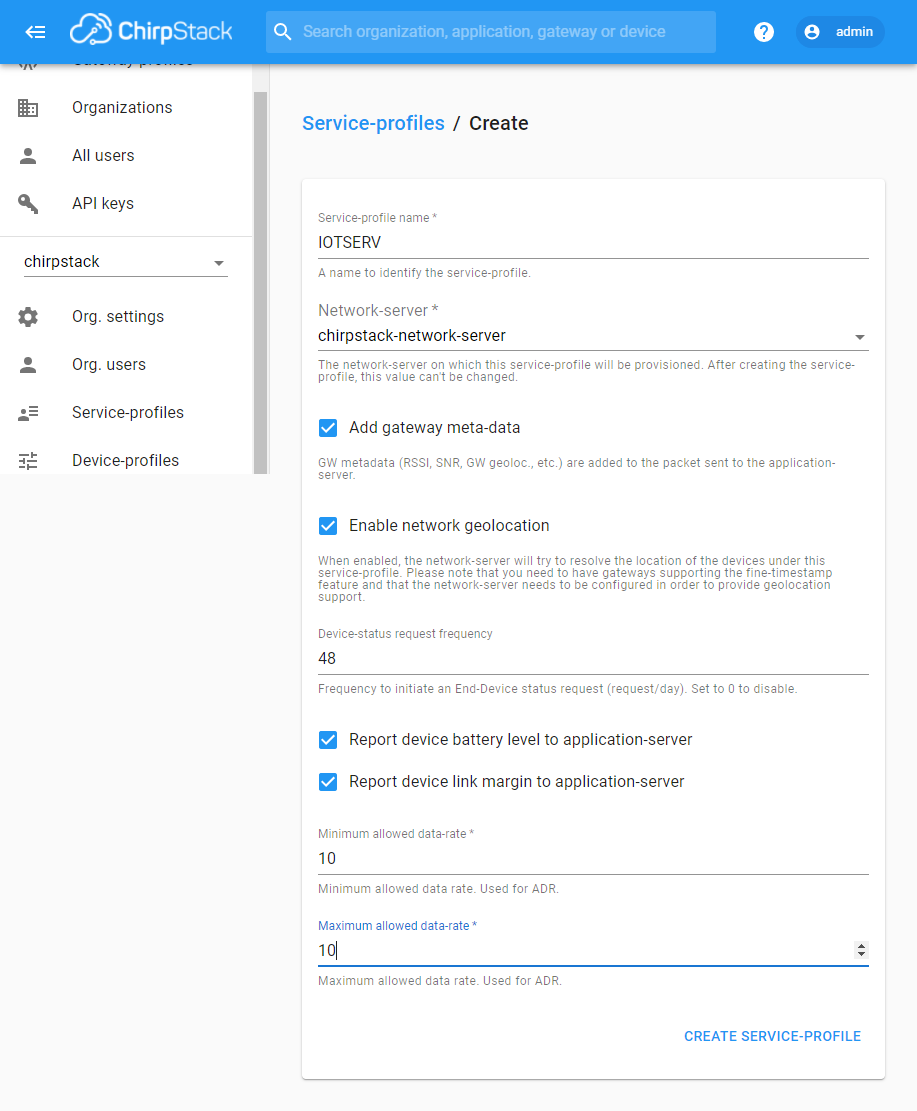 ChirpStack
Search organization, application, gateway or device
?
admin
Gateway profiles
Organizations
All users
API keys
chirpstack
Org. settings
Org. users
Service-profiles
Device-profiles
Service-profiles / Create
Service-profile name *
IOTSERV
A name to identify the service-profile.
Network-server *
chirpstack-network-server
The network-server on which this service-profile will be provisioned. After creating the service-
profile, this value can't be changed.
Add gateway meta-data
GW metadata (RSSI, SNR, GW geoloc., etc.) are added to the packet sent to the application-
server.
Enable network geolocation
When enabled, the network-server will try to resolve the location of the devices under this
service-profile. Please note that you need to have gateways supporting the fine-timestamp
feature and that the network-server needs to be configured in order to provide geolocation
support.
Device-status request frequency
48
Frequency to initiate an End-Device status request (request/day). Set to 0 to disable.
Report device battery level to application-server
Report device link margin to application-server
Minimum allowed data-rate *
10
Minimum allowed data rate. Used for ADR.
Maximum allowed data-rate *
10
Maximum allowed data rate. Used for ADR.
CREATE SERVICE-PROFILE